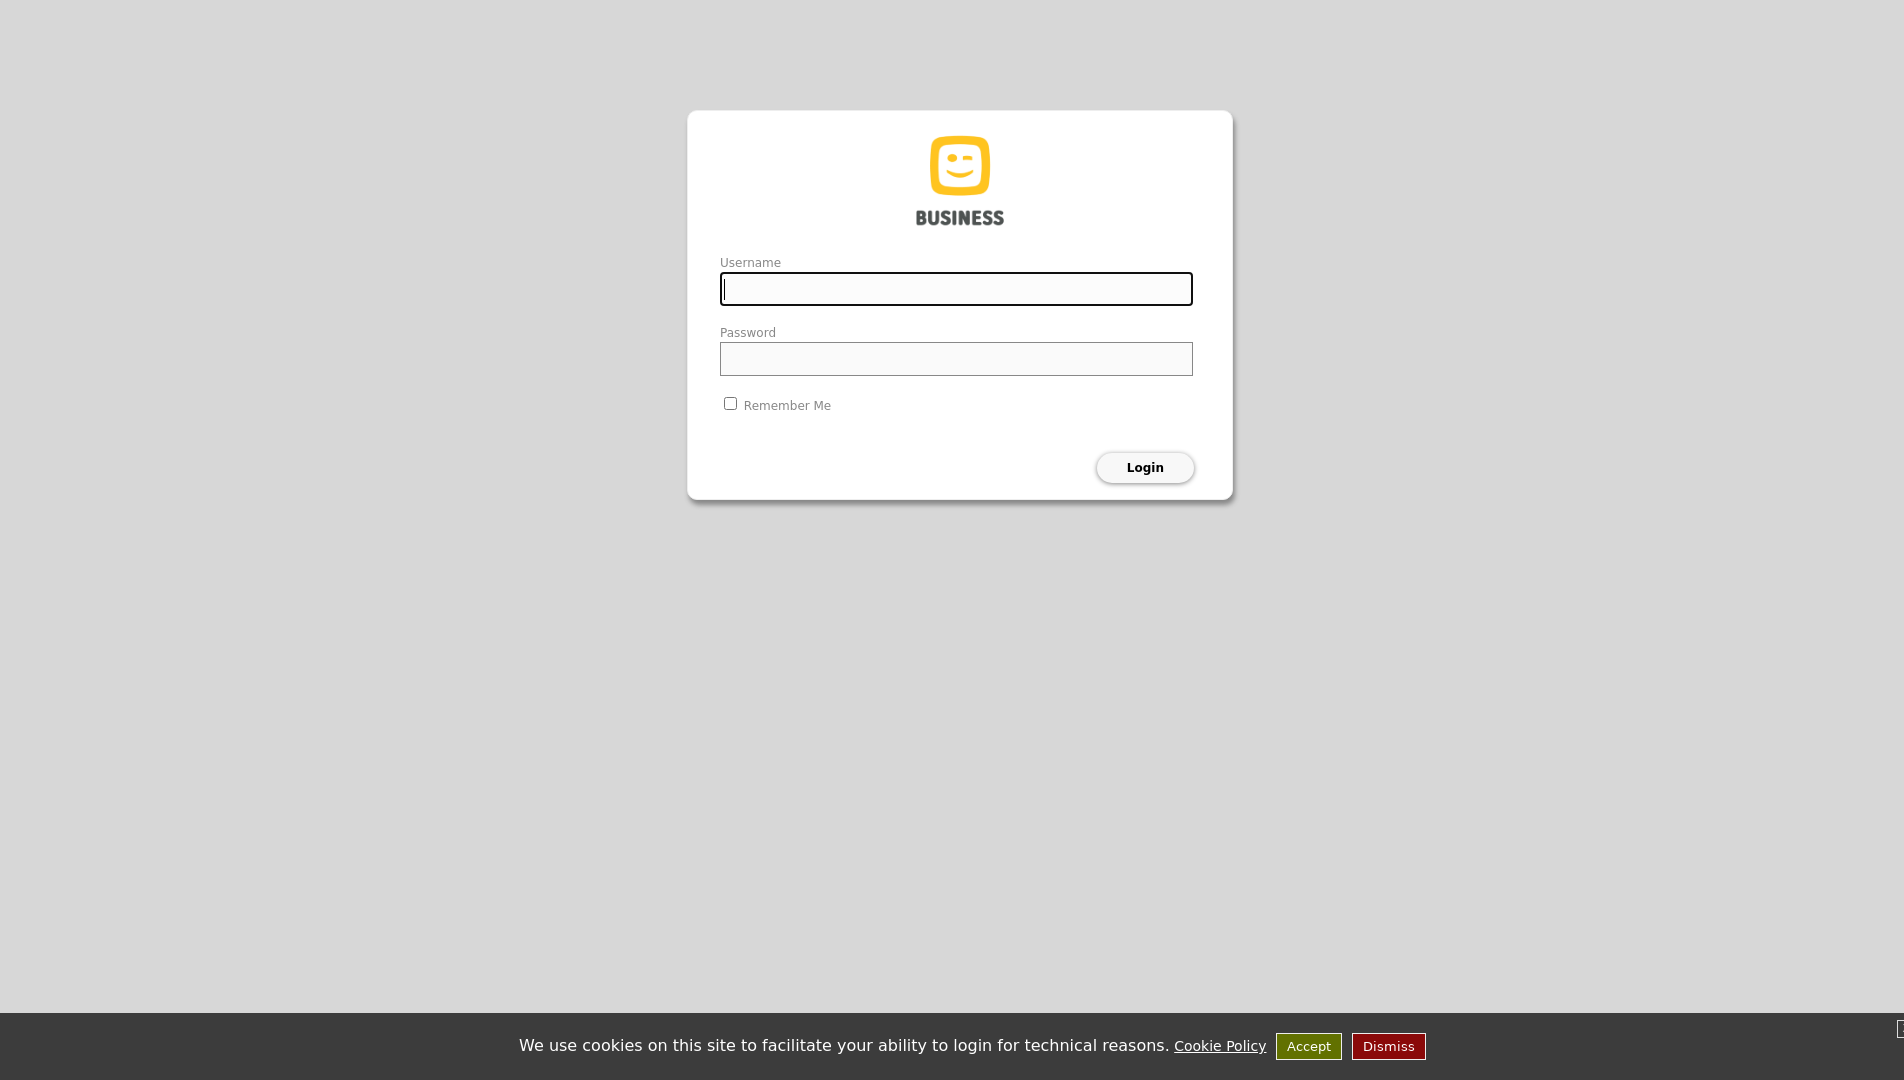 BUSINESS
Username
Password
Remember Me
Login
We use cookies on this site to facilitate your ability to login for technical reasons. Cookie Policy Accept Dismiss